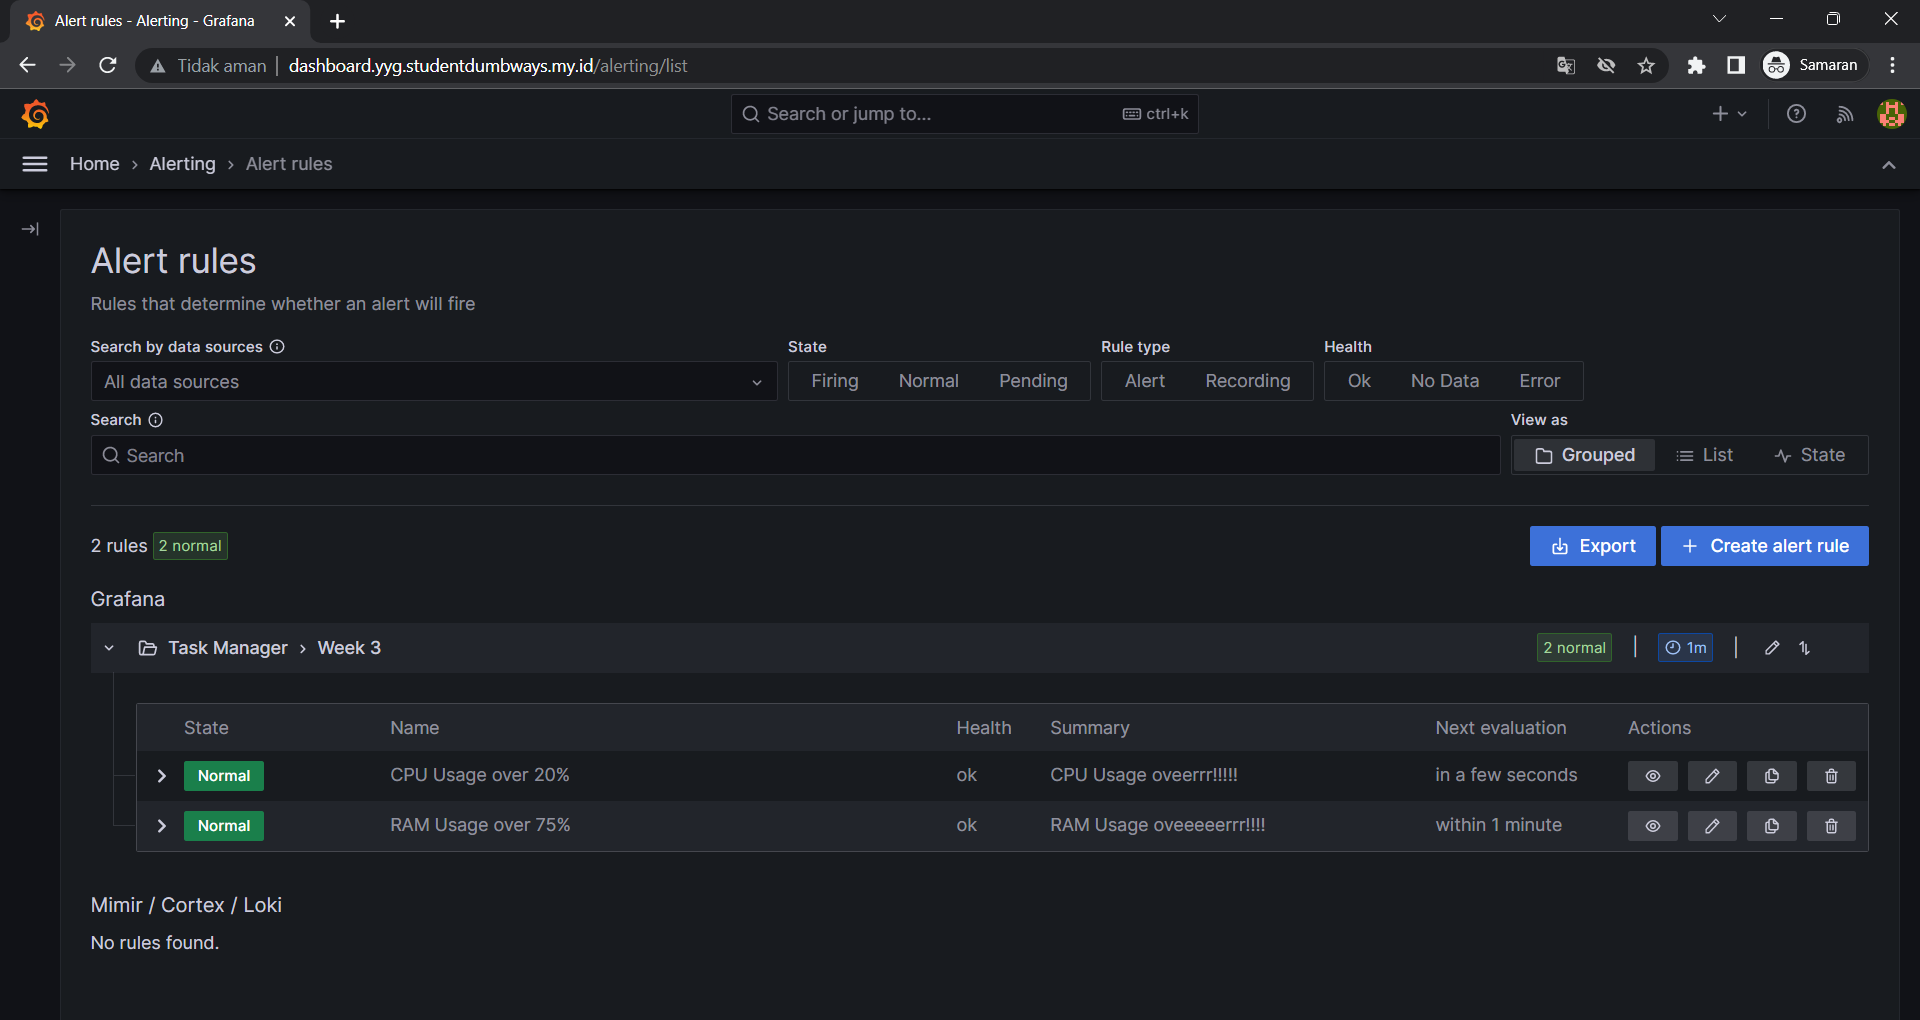 Alert rules - Alerting - Grafana
Tidak aman | dashboard.yyg.studentdumbways.my.id/alerting/list
Samaran
Search or jump to... ctrl+k
Home › Alerting › Alert rules
Alert rules
Rules that determine whether an alert will fire
Search by data sources State Rule type Health
All data sources Firing Normal Pending Alert Recording Ok No Data Error
Search View as
Search Grouped List State
2 rules 2 normal Export + Create alert rule
Grafana
Task Manager › Week 3 2 normal | 1m |
State Name Health Summary Next evaluation Actions
Normal CPU Usage over 20% ok CPU Usage oveerrr!!!!! in a few seconds
Normal RAM Usage over 75% ok RAM Usage oveeeeerrr!!!! within 1 minute
Mimir / Cortex / Loki
No rules found.